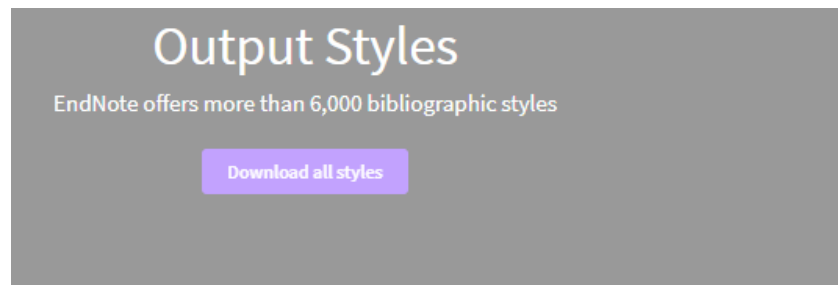 Output Styles
EndNote offers more than 6,000 bibliographic styles
Download all styles